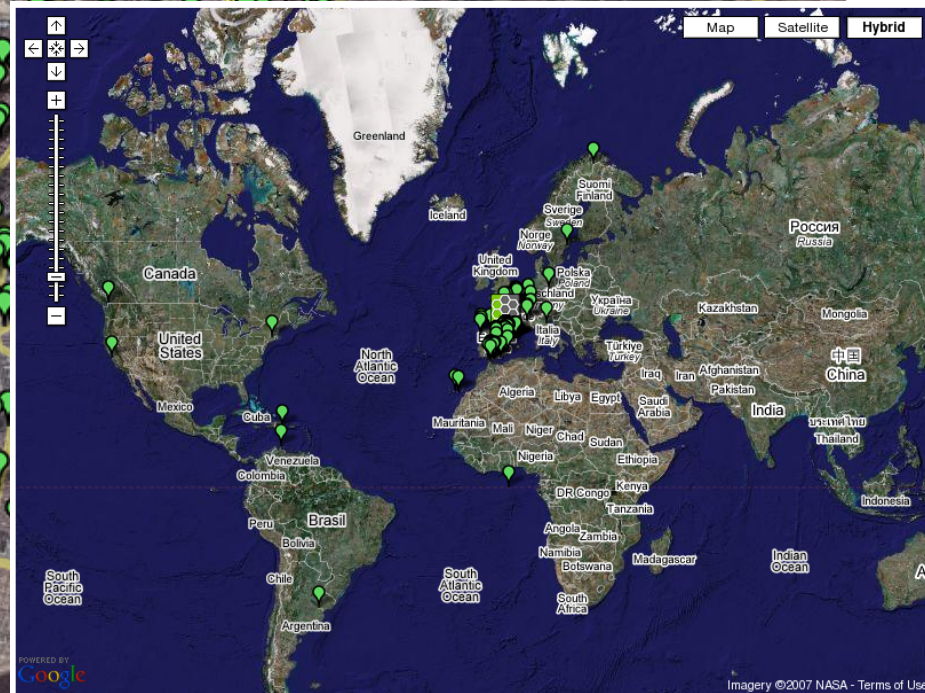 Map
Satellite
Hybrid
Greenland
Iceland
Suomi
Finland
Sverige
Sweden
Norge
Norway
Россия
Russia
United
Kingdom
Polska
Poland
Canada
schland
Україна
Ukraine
Kazakhstan
Mongolia
Italia
Italy
United
States
North
Atlantic
Ocean
Türkiye
Turkey
中国
China
Iraq
Iran
Afghanistan
Pakistan
Algeria
Libya
Egypt
Saudi
Arabia
Mexico
Cuba
India
Mauritania
Mali
Niger
Chad
Sudan
ประเทศไทย
Thailand
Nigeria
Ethiopia
Venezuela
Colombia
Kenya
DR Congo
Tanzania
Indonesia
Peru
Brasil
Angola
Zambia
Bolivia
Namibia
Botswana
Madagascar
Indian
Ocean
Chile
South
Pacific
Ocean
South
Atlantic
Ocean
South
Africa
A
Argentina
POWERED BY
Google
Imagery ©2007 NASA - Terms of Use